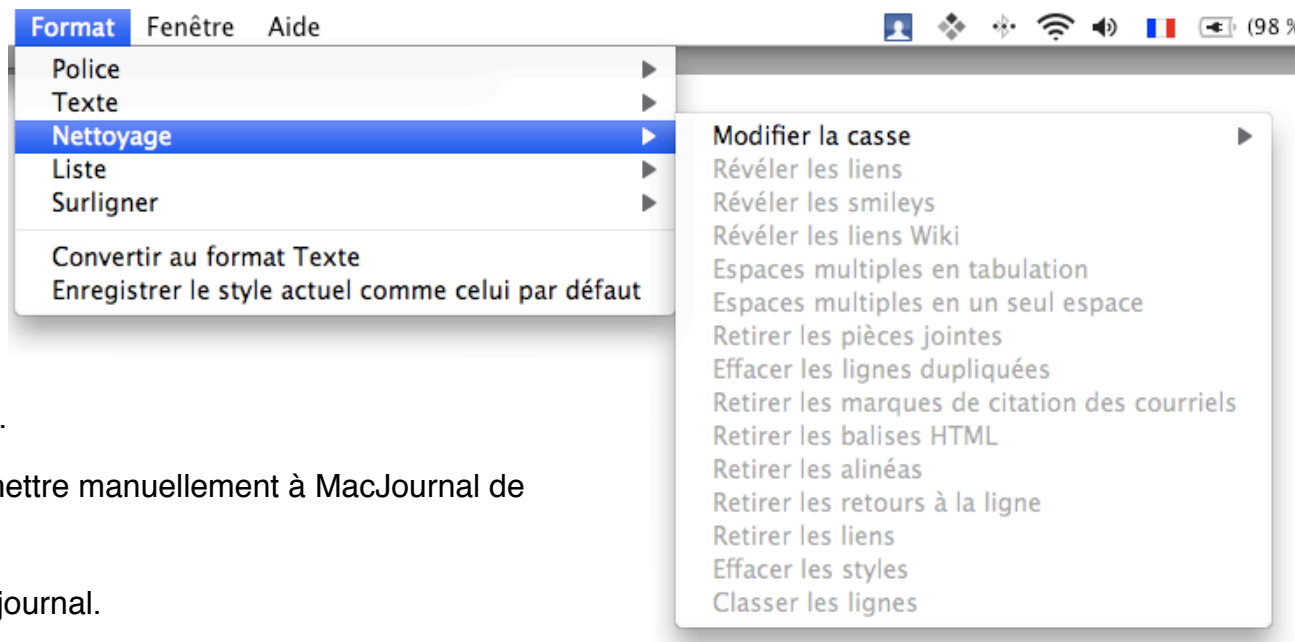 Format Fenêtre Aide (98 %
Police
Texte
Nettoyage
Liste
Surligner
Convertir au format Texte
Enregistrer le style actuel comme celui par défaut
Modifier la casse
Révéler les liens
Révéler les smileys
Révéler les liens Wiki
Espaces multiples en tabulation
Espaces multiples en un seul espace
Retirer les pièces jointes
Effacer les lignes dupliquées
Retirer les marques de citation des courriels
Retirer les balises HTML
Retirer les alinéas
Retirer les retours à la ligne
Retirer les liens
Effacer les styles
Classer les lignes
.
mettre manuellement à MacJournal de
journal.